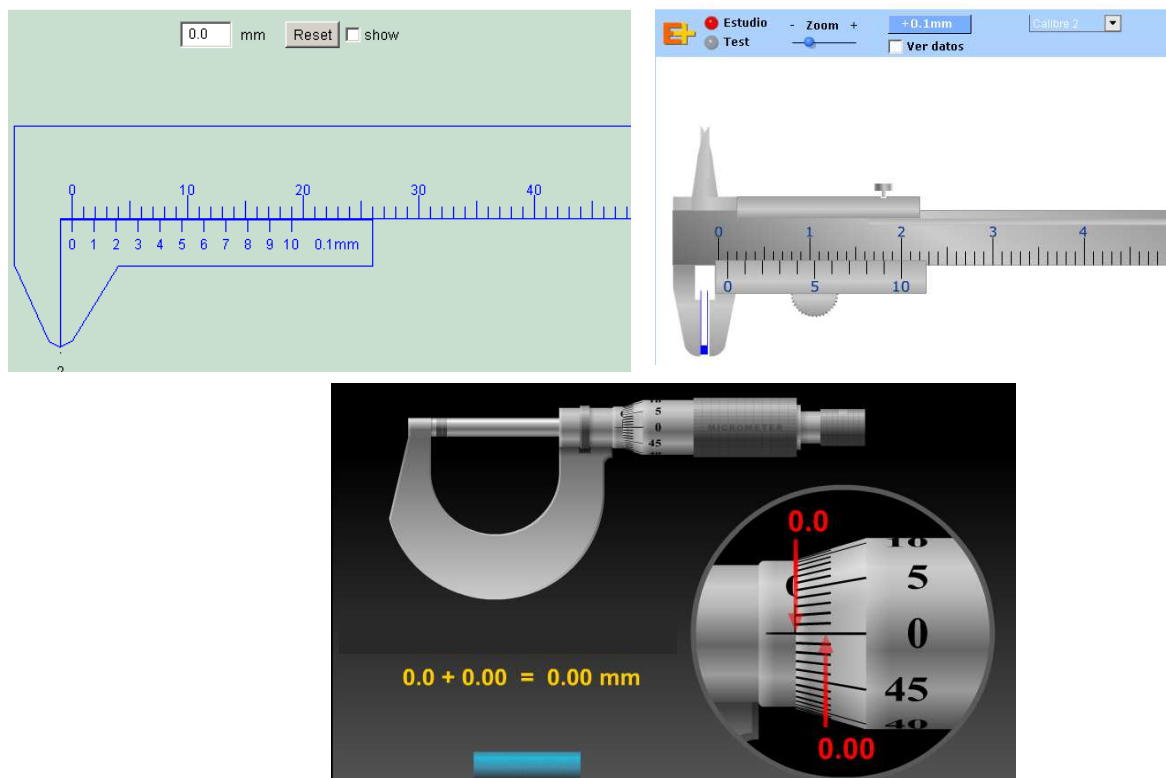 0.0 mm Reset show
0 10 20 30 40
0 1 2 3 4 5 6 7 8 9 10 0.1mm
E+ Estudio - Zoom + +0.1mm Calibre 2
Test Ver datos
0 1 2 3 4
0 5 10
5
0
45
MICROMETER
0.0
5
0
45
0.00
0.0 + 0.00 = 0.00 mm